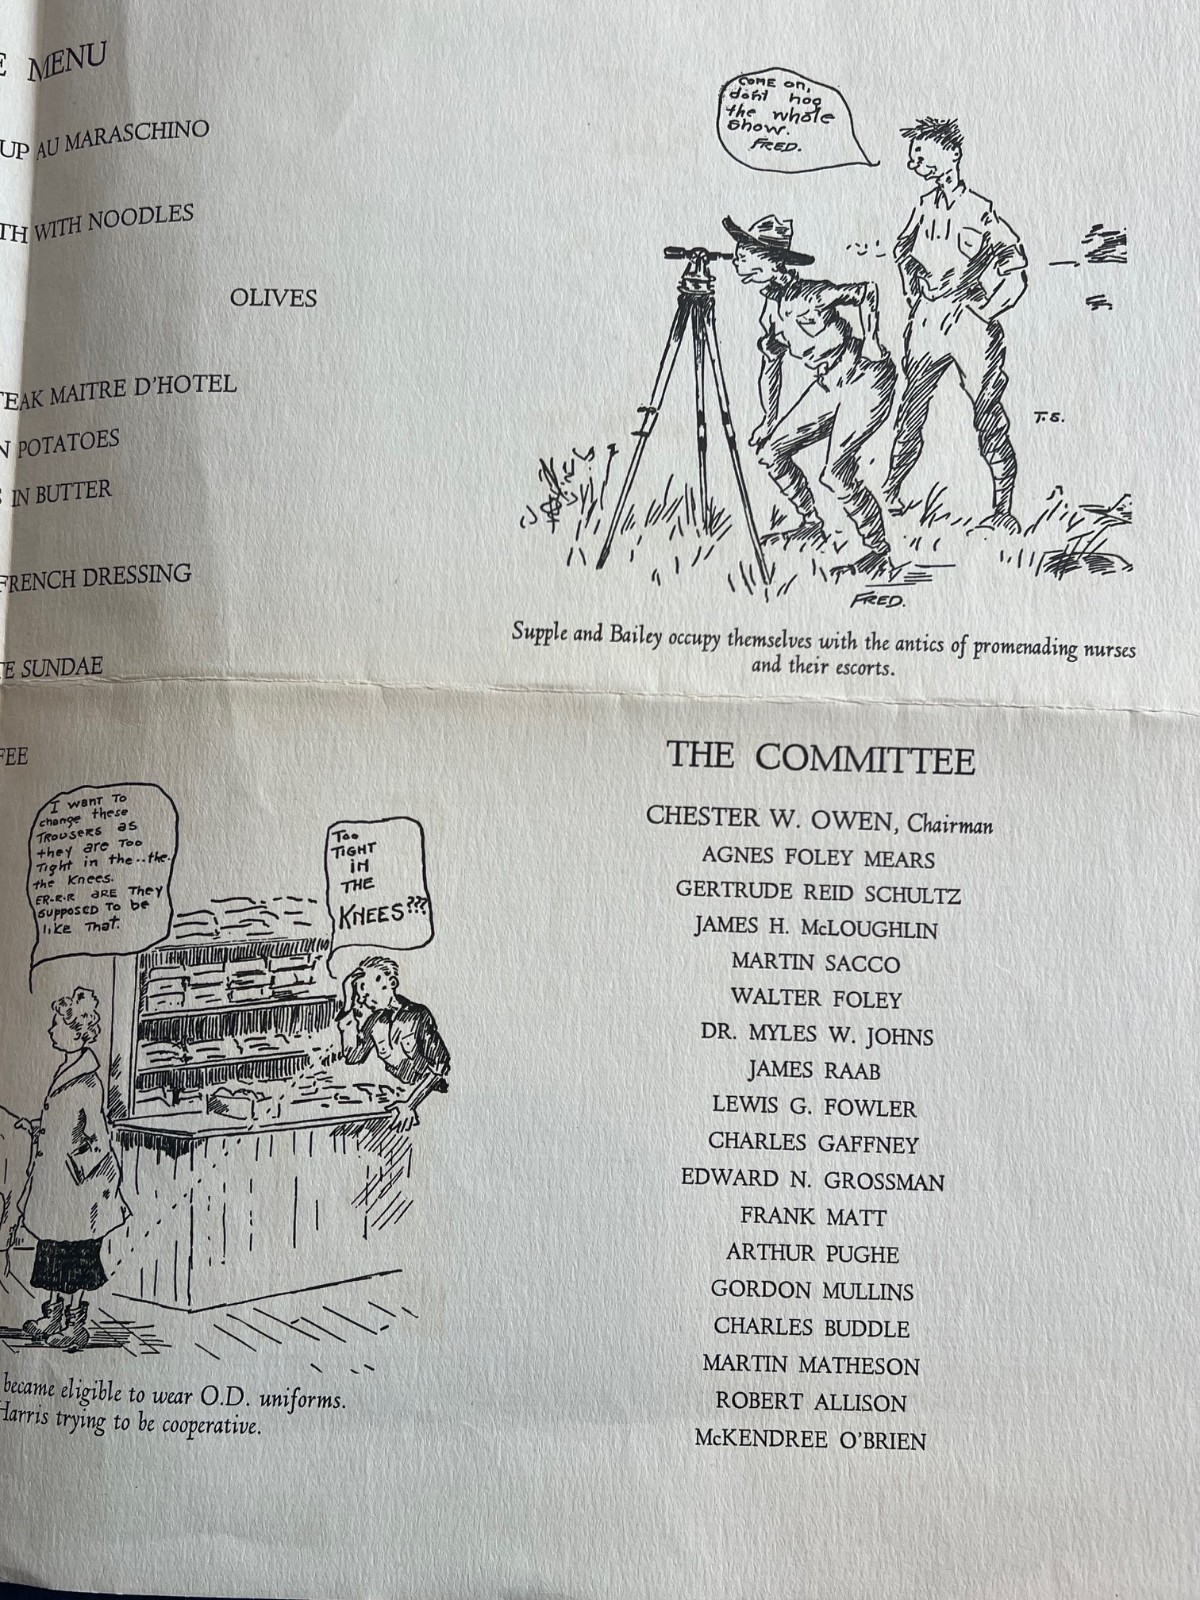 E MENU
UP AU MARASCHINO
TH WITH NOODLES
OLIVES
TEAK MAITRE D'HOTEL
N POTATOES
S IN BUTTER
FRENCH DRESSING
TE SUNDAE
FEE
COME on,
don't hog
the whole
show.
FRED.
T.S.
FRED.
Supple and Bailey occupy themselves with the antics of promenading nurses
and their escorts.
I want To
change these
TROUSERS as
they are Too
Tight in the..the.
the Knees.
ER-R-R ARE They
SUPPOSED To be
like That.
Too
TIGHT
iN
THE
KNEES???
became eligible to wear O.D. uniforms.
Harris trying to be cooperative.
THE COMMITTEE
CHESTER W. OWEN, Chairman
AGNES FOLEY MEARS
GERTRUDE REID SCHULTZ
JAMES H. McLOUGHLIN
MARTIN SACCO
WALTER FOLEY
DR. MYLES W. JOHNS
JAMES RAAB
LEWIS G. FOWLER
CHARLES GAFFNEY
EDWARD N. GROSSMAN
FRANK MATT
ARTHUR PUGHE
GORDON MULLINS
CHARLES BUDDLE
MARTIN MATHESON
ROBERT ALLISON
McKENDREE O'BRIEN